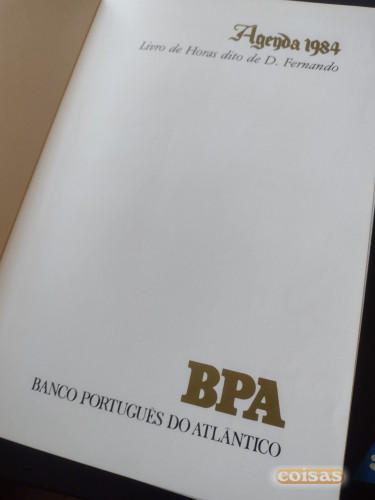 Agenda 1984
Livro de Horas dito de D. Fernando
BPA
BANCO PORTUGUÊS DO ATLÂNTICO
coisas